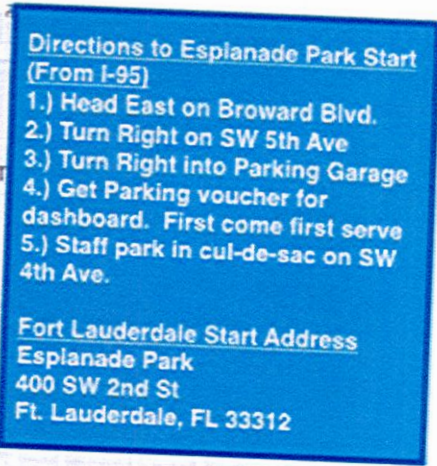 Directions to Esplanade Park Start
(From I-95)
1.) Head East on Broward Blvd.
2.) Turn Right on SW 5th Ave
3.) Turn Right into Parking Garage
4.) Get Parking voucher for
dashboard. First come first serve
5.) Staff park in cul-de-sac on SW
4th Ave.
Fort Lauderdale Start Address
Esplanade Park
400 SW 2nd St
Ft. Lauderdale, FL 33312